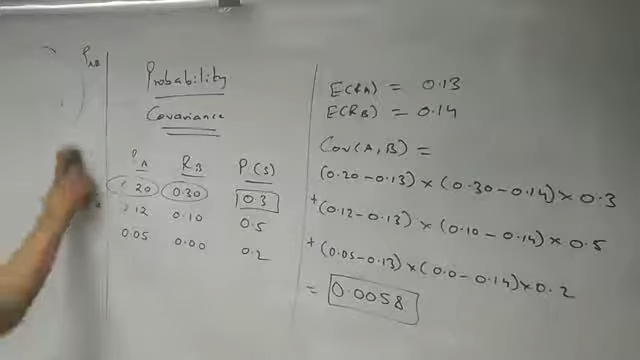 ρAB
Probability
Covariance
RA RB P(S)
0.20 0.30 0.3
0.12 0.10 0.5
0.05 0.00 0.2
E(RA) = 0.13
E(RB) = 0.14
Cov(A, B) =
(0.20 - 0.13) × (0.30 - 0.14) × 0.3
+ (0.12 - 0.13) × (0.10 - 0.14) × 0.5
+ (0.05 - 0.13) × (0.0 - 0.14) × 0.2
= 0.0058